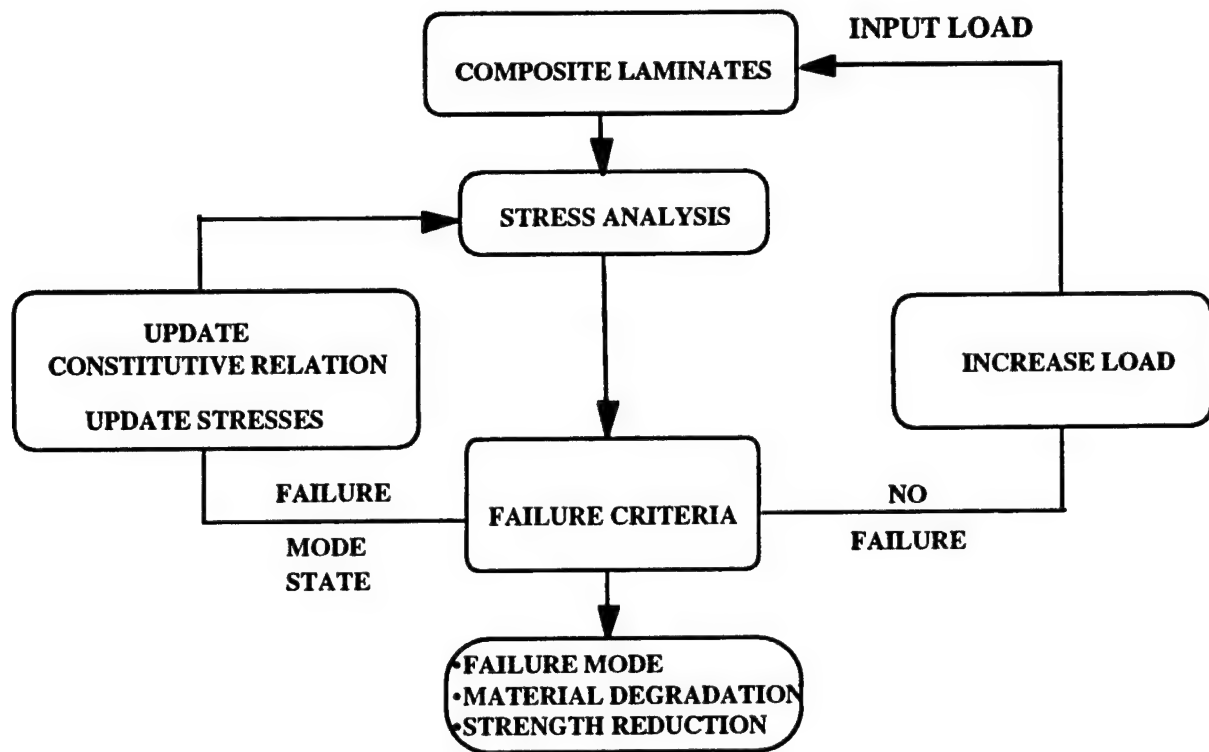 INPUT LOAD
COMPOSITE LAMINATES
STRESS ANALYSIS
UPDATE
CONSTITUTIVE RELATION
UPDATE STRESSES
INCREASE LOAD
FAILURE
MODE
STATE
FAILURE CRITERIA
NO
FAILURE
•FAILURE MODE
•MATERIAL DEGRADATION
•STRENGTH REDUCTION